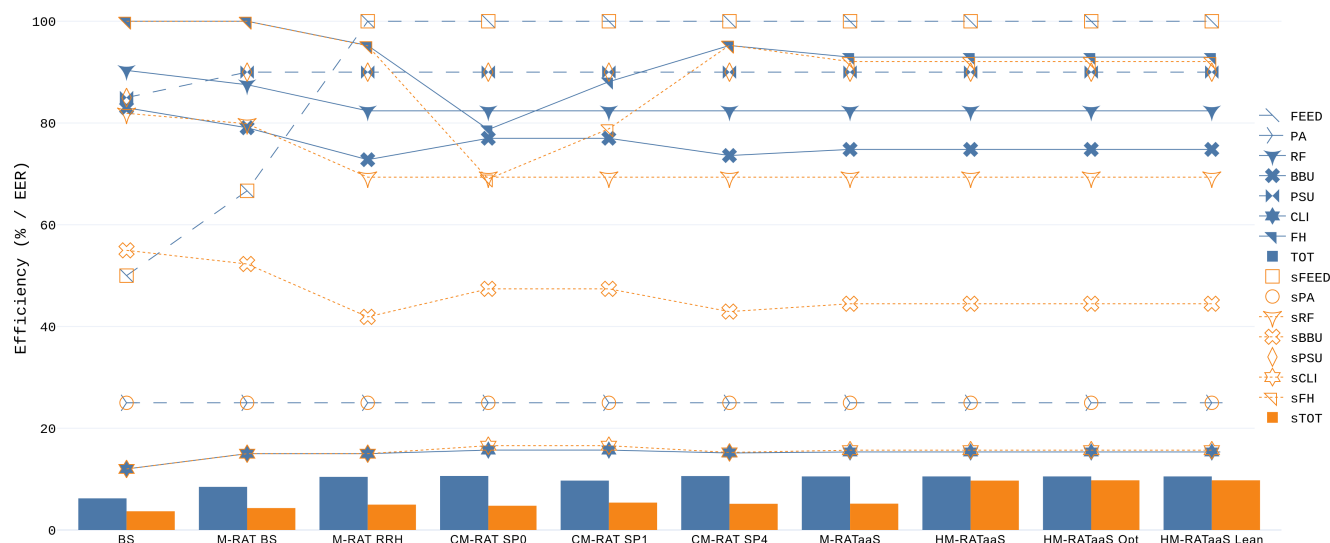 Efficiency (% / EER)
100
80
60
40
20
0
BS
M-RAT BS
M-RAT RRH
CM-RAT SP0
CM-RAT SP1
CM-RAT SP4
M-RATaaS
HM-RATaaS
HM-RATaaS Opt
HM-RATaaS Lean
FEED
PA
RF
BBU
PSU
CLI
FH
TOT
sFEED
sPA
sRF
sBBU
sPSU
sCLI
sFH
sTOT